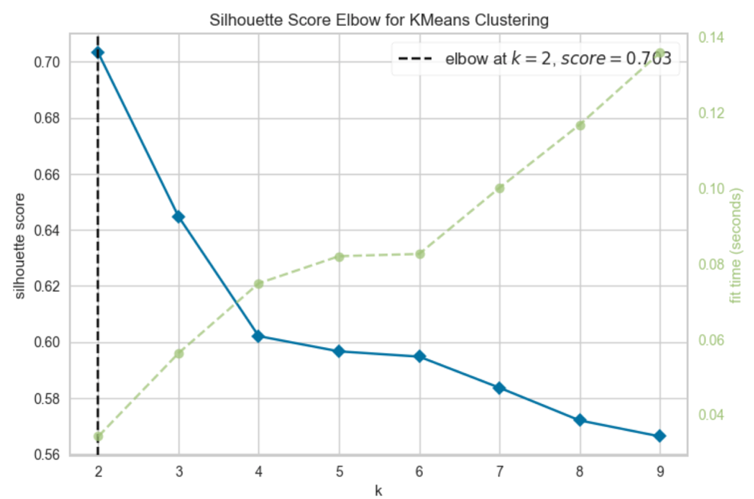 Silhouette Score Elbow for KMeans Clustering
elbow at k = 2, score = 0.703
silhouette score
0.70
0.68
0.66
0.64
0.62
0.60
0.58
0.56
0.14
0.12
0.10
0.08
0.06
0.04
fit time (seconds)
2 3 4 5 6 7 8 9
k